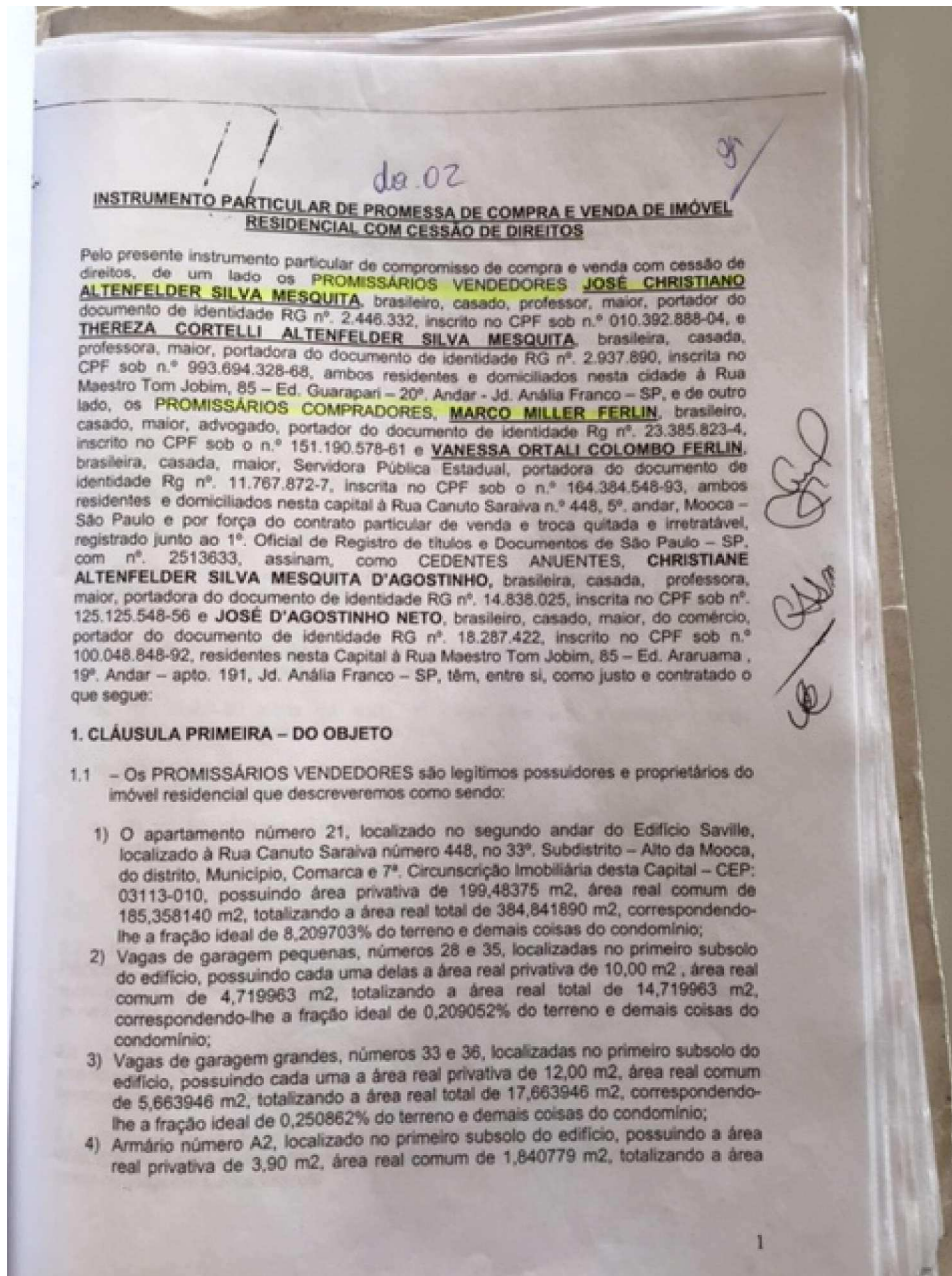 INSTRUMENTO PARTICULAR DE PROMESSA DE COMPRA E VENDA DE IMÓVEL
RESIDENCIAL COM CESSÃO DE DIREITOS
Pelo presente instrumento particular de compromisso de compra e venda com cessão de
direitos, de um lado os PROMISSÁRIOS VENDEDORES JOSÉ CHRISTIANO
ALTENFELDER SILVA MESQUITA, brasileiro, casado, professor, maior, portador do
documento de identidade RG nº. 2.446.332, inscrito no CPF sob n.º 010.392.888-04, e
THEREZA CORTELLI ALTENFELDER SILVA MESQUITA, brasileira, casada,
professora, maior, portadora do documento de identidade RG nº. 2.937.890, inscrita no
CPF sob n.º 993.694.328-68, ambos residentes e domiciliados nesta cidade à Rua
Maestro Tom Jobim, 85 – Ed. Guarapari – 20º. Andar - Jd. Anália Franco – SP, e de outro
lado, os PROMISSÁRIOS COMPRADORES, MARCO MILLER FERLIN, brasileiro,
casado, maior, advogado, portador do documento de identidade Rg nº. 23.385.823-4,
inscrito no CPF sob o n.º 151.190.578-61 e VANESSA ORTALI COLOMBO FERLIN,
brasileira, casada, maior, Servidora Pública Estadual, portadora do documento de
identidade Rg nº. 11.767.872-7, inscrita no CPF sob o n.º 164.384.548-93, ambos
residentes e domiciliados nesta capital à Rua Canuto Saraiva n.º 448, 5º. andar, Mooca –
São Paulo e por força do contrato particular de venda e troca quitada e irretratável,
registrado junto ao 1º. Oficial de Registro de títulos e Documentos de São Paulo – SP,
com nº. 2513633, assinam, como CEDENTES ANUENTES, CHRISTIANE
ALTENFELDER SILVA MESQUITA D'AGOSTINHO, brasileira, casada, professora,
maior, portadora do documento de identidade RG nº. 14.838.025, inscrita no CPF sob nº.
125.125.548-56 e JOSÉ D'AGOSTINHO NETO, brasileiro, casado, maior, do comércio,
portador do documento de identidade RG nº. 18.287.422, inscrito no CPF sob n.º
100.048.848-92, residentes nesta Capital à Rua Maestro Tom Jobim, 85 – Ed. Araruama ,
19º. Andar – apto. 191, Jd. Anália Franco – SP, têm, entre si, como justo e contratado o
que segue:
1. CLÁUSULA PRIMEIRA – DO OBJETO
1.1 – Os PROMISSÁRIOS VENDEDORES são legítimos possuidores e proprietários do
imóvel residencial que descreveremos como sendo:
1) O apartamento número 21, localizado no segundo andar do Edifício Saville,
localizado à Rua Canuto Saraiva número 448, no 33º. Subdistrito – Alto da Mooca,
do distrito, Município, Comarca e 7ª. Circunscrição Imobiliária desta Capital – CEP:
03113-010, possuindo área privativa de 199,48375 m2, área real comum de
185,358140 m2, totalizando a área real total de 384,841890 m2, correspondendo-
lhe a fração ideal de 8,209703% do terreno e demais coisas do condomínio;
2) Vagas de garagem pequenas, números 28 e 35, localizadas no primeiro subsolo
do edifício, possuindo cada uma delas a área real privativa de 10,00 m2 , área real
comum de 4,719963 m2, totalizando a área real total de 14,719963 m2,
correspondendo-lhe a fração ideal de 0,209052% do terreno e demais coisas do
condomínio;
3) Vagas de garagem grandes, números 33 e 36, localizadas no primeiro subsolo do
edifício, possuindo cada uma a área real privativa de 12,00 m2, área real comum
de 5,663946 m2, totalizando a área real total de 17,663946 m2, correspondendo-
lhe a fração ideal de 0,250862% do terreno e demais coisas do condomínio;
4) Armário número A2, localizado no primeiro subsolo do edifício, possuindo a área
real privativa de 3,90 m2, área real comum de 1,840779 m2, totalizando a área
1